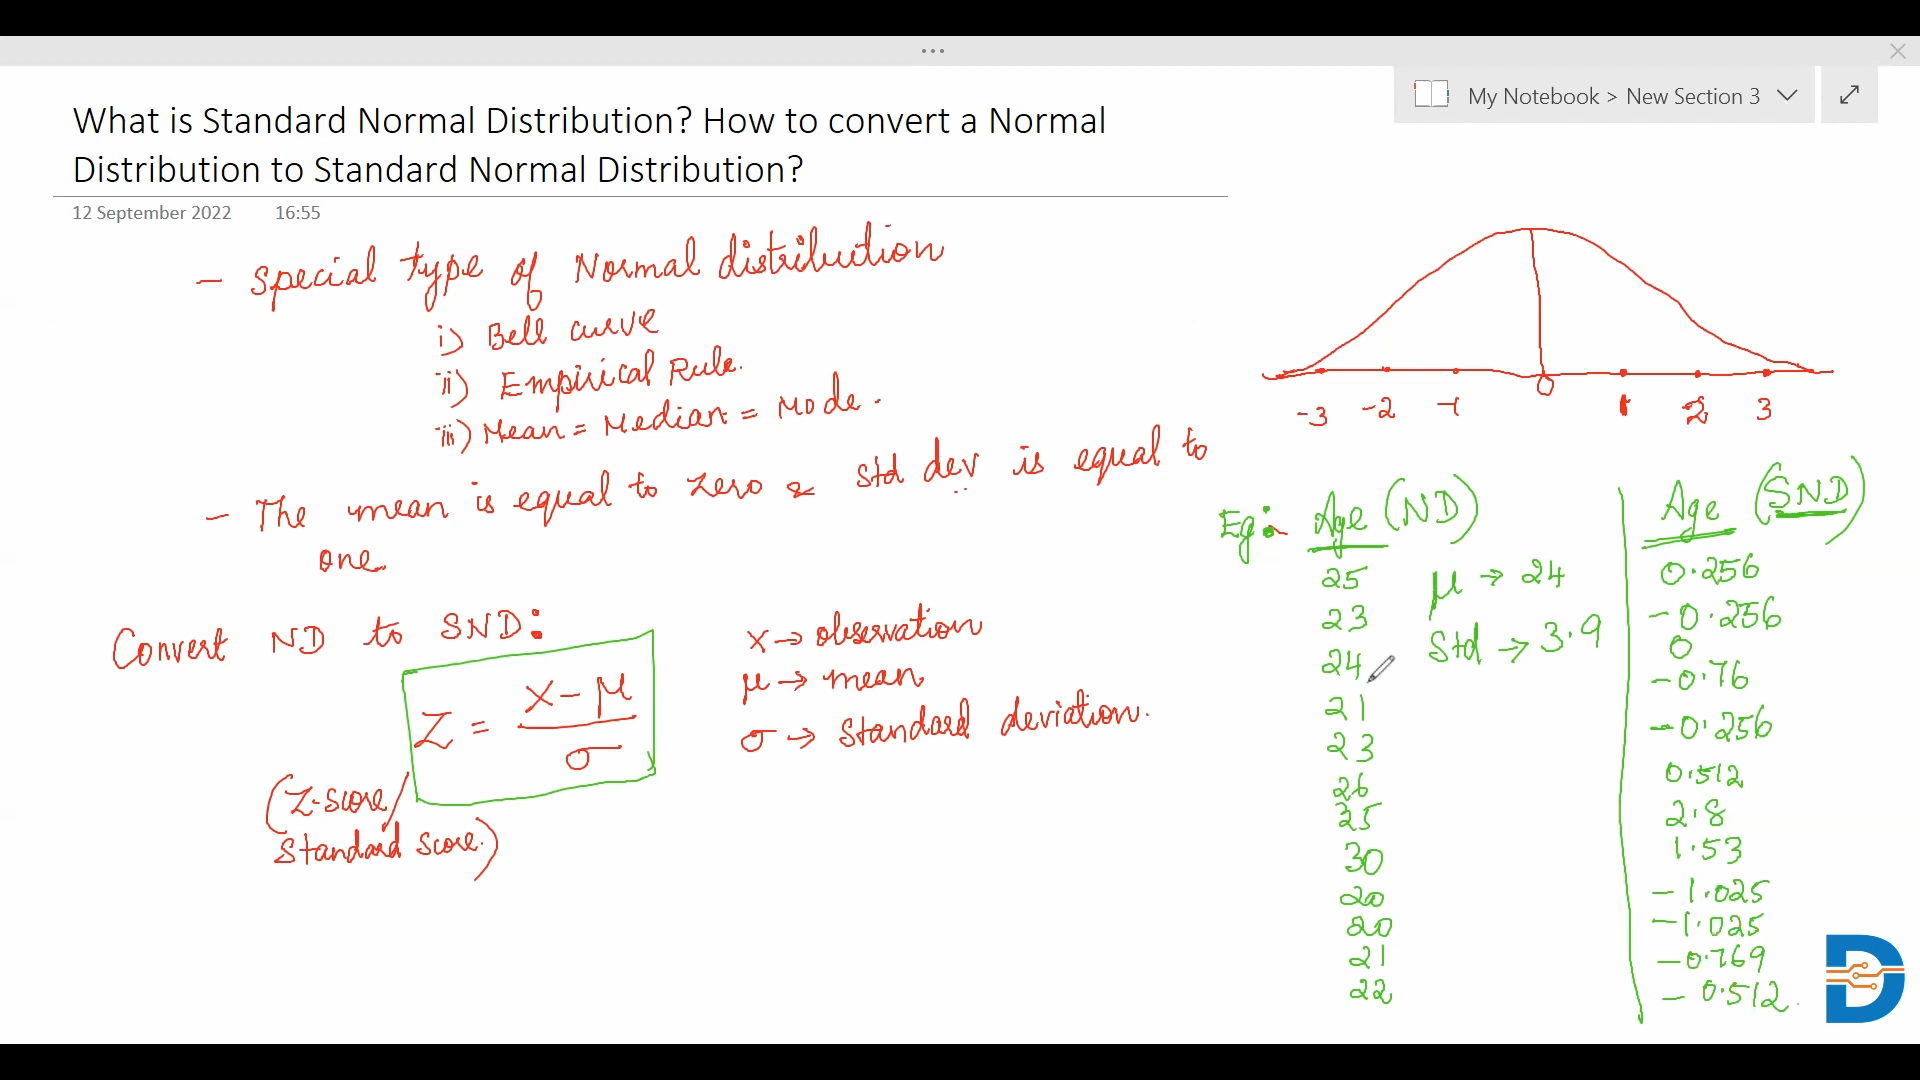 ...
My Notebook > New Section 3
What is Standard Normal Distribution? How to convert a Normal
Distribution to Standard Normal Distribution?
12 September 2022 16:55
- special type of Normal distribution
i) Bell curve
ii) Empirical Rule.
iii) Mean = Median = Mode.
- The mean is equal to zero & std dev is equal to
one
Convert ND to SND:
Z = X - μ
σ
(Z-score/
Standard score.)
x → observation
μ → mean
σ → standard deviation.
-3 -2 -1 0 1 2 3
Eg:- Age (ND)
25
23
24
21
23
26
35
30
20
20
21
22
μ → 24
Std → 3.9
Age (SND)
0.256
-0.256
0
-0.76
-0.256
0.512
2.8
1.53
-1.025
-1.025
-0.769
-0.512